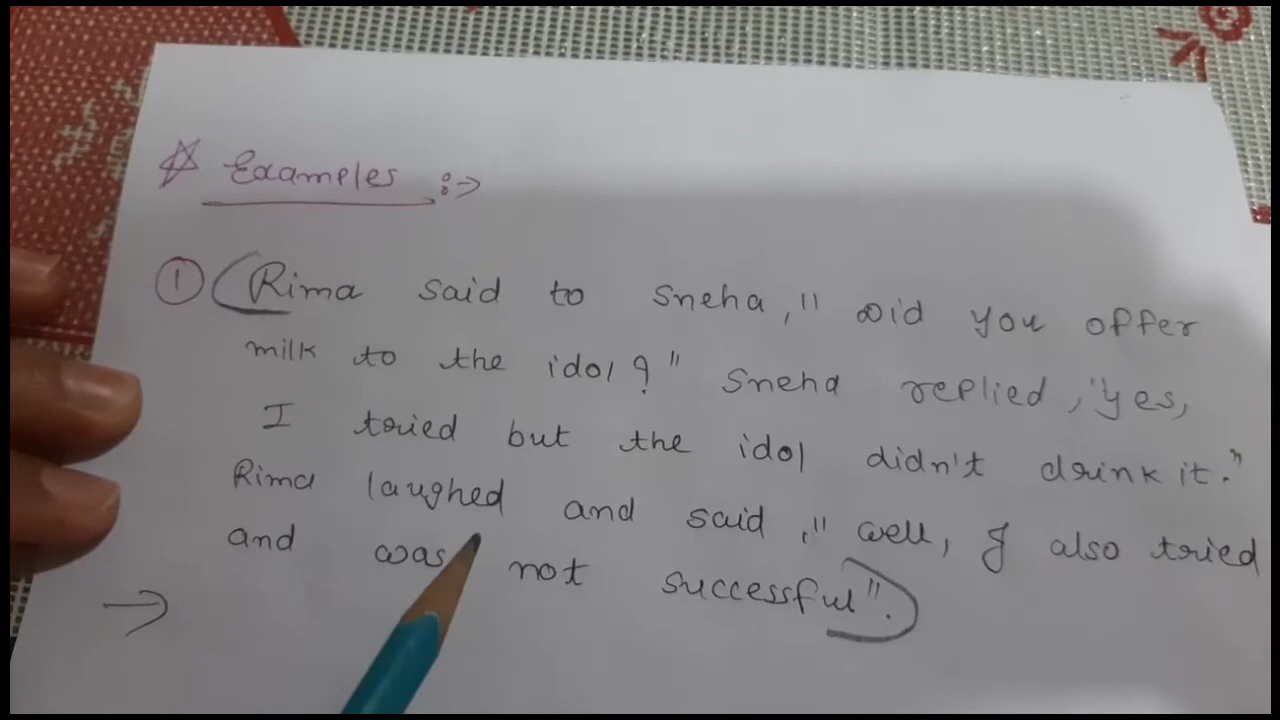 ☆ Examples :->
① Rima said to Sneha, " Did you offer
milk to the idol ? " Sneha replied, "yes,
I tried but the idol didn't drink it."
Rima laughed and said, " well, I also tried
and was not successful".
→